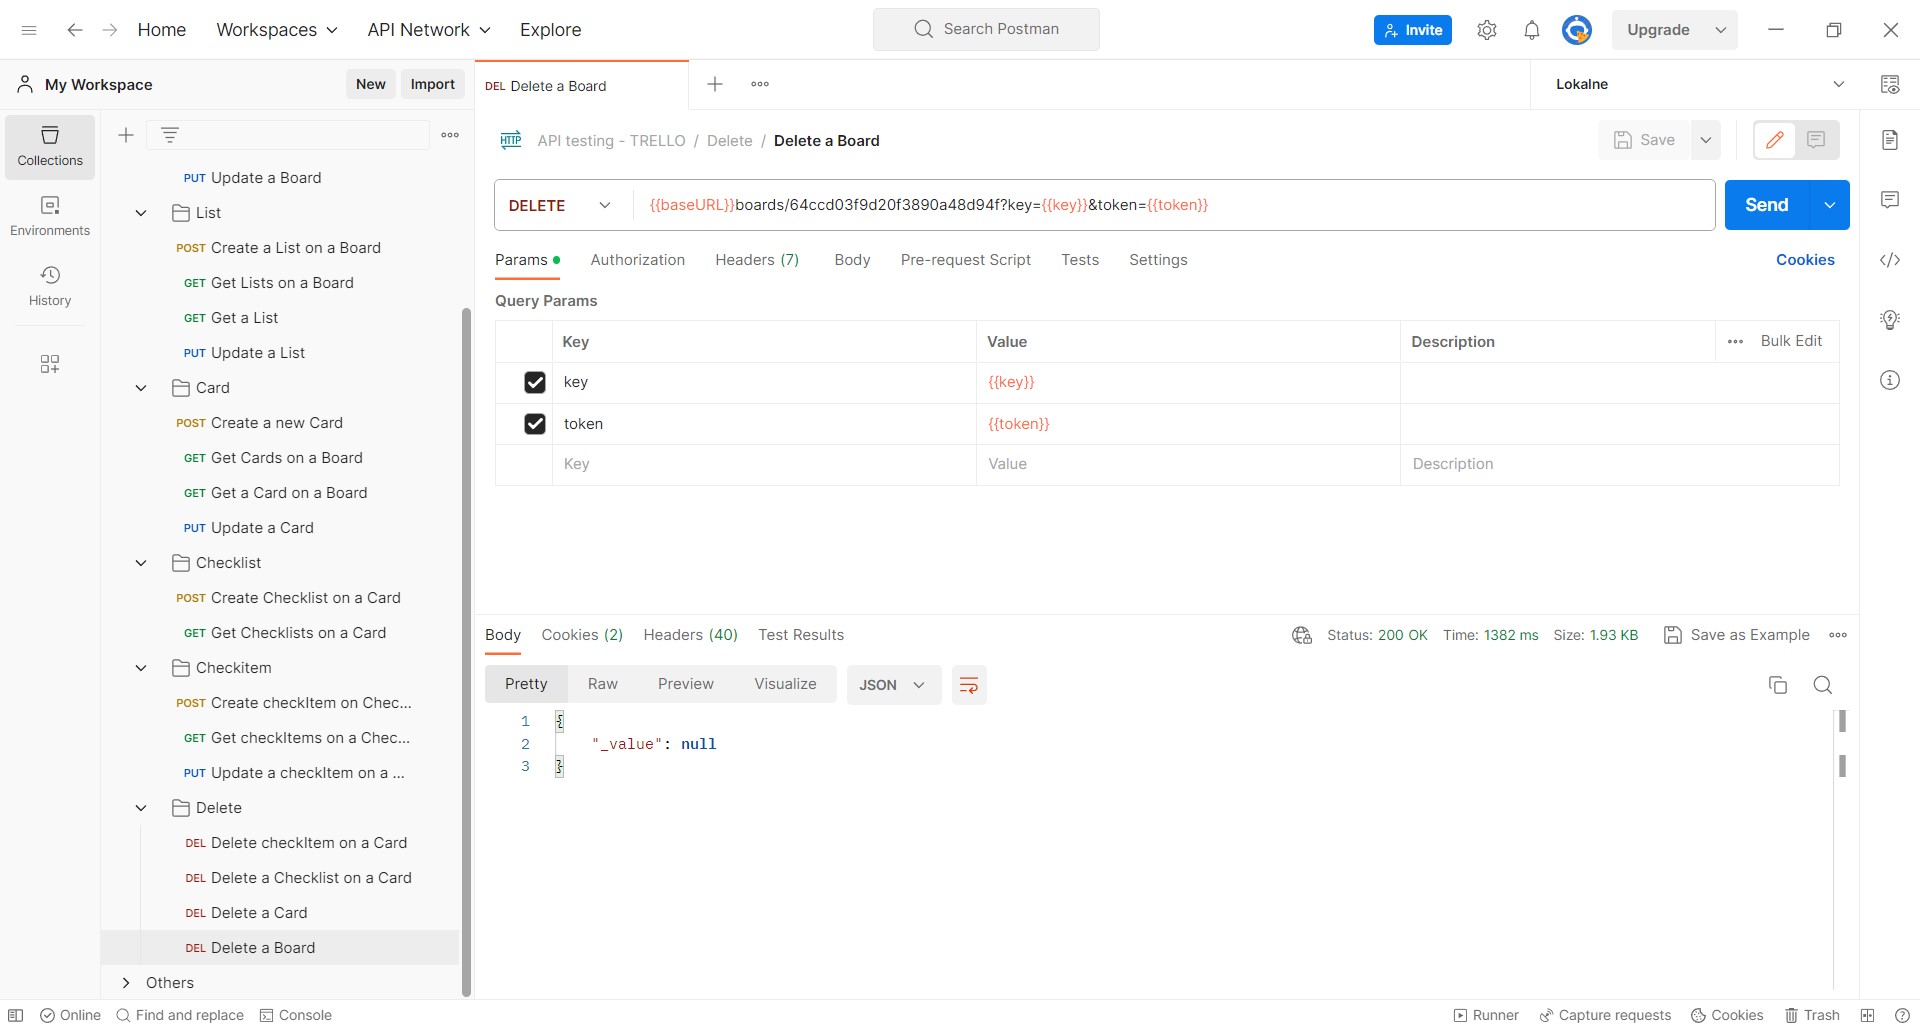 Home Workspaces API Network Explore Search Postman Invite Upgrade
My Workspace New Import
DEL Delete a Board Lokalne
Collections
Environments
History
PUT Update a Board
List
POST Create a List on a Board
GET Get Lists on a Board
GET Get a List
PUT Update a List
Card
POST Create a new Card
GET Get Cards on a Board
GET Get a Card on a Board
PUT Update a Card
Checklist
POST Create Checklist on a Card
GET Get Checklists on a Card
Checkitem
POST Create checkItem on Chec...
GET Get checkItems on a Chec...
PUT Update a checkItem on a ...
Delete
DEL Delete checkItem on a Card
DEL Delete a Checklist on a Card
DEL Delete a Card
DEL Delete a Board
Others
HTTP API testing - TRELLO / Delete / Delete a Board Save
DELETE {{baseURL}}boards/64ccd03f9d20f3890a48d94f?key={{key}}&token={{token}} Send
Params Authorization Headers (7) Body Pre-request Script Tests Settings Cookies
Query Params
Key Value Description Bulk Edit
key {{key}}
token {{token}}
Key Value Description
Body Cookies (2) Headers (40) Test Results Status: 200 OK Time: 1382 ms Size: 1.93 KB Save as Example
Pretty Raw Preview Visualize JSON
1 {
2 "_value": null
3 }
Online Find and replace Console Runner Capture requests Cookies Trash